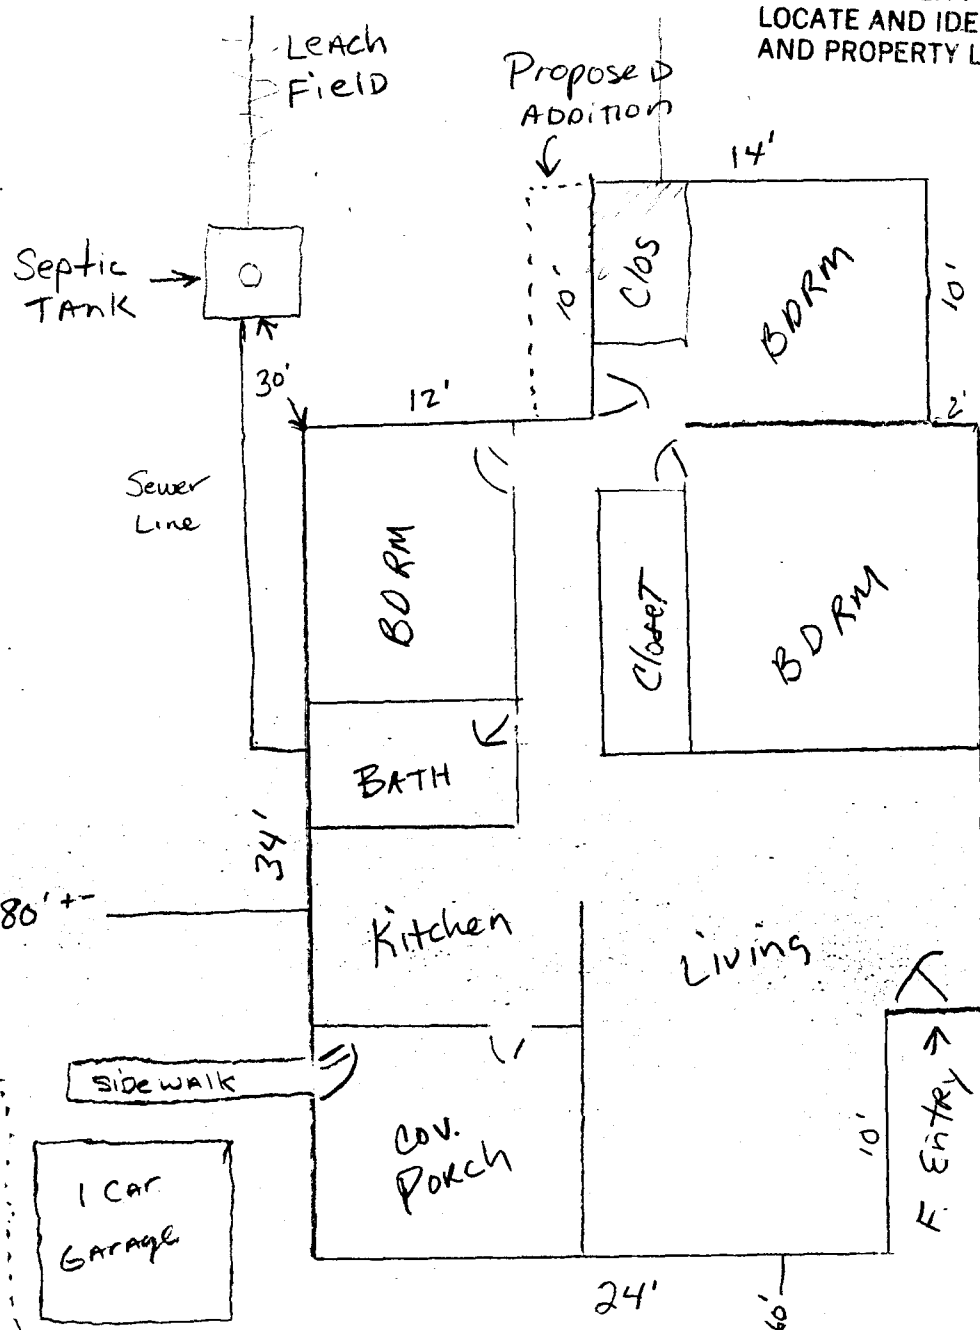 LOCATE AND IDE
AND PROPERTY L
LEACH
FIELD
PROPOSED
ADDITION
14'
Septic
TANK
10'
CLOS
BDRM
10'
30'
12'
2'
Sewer
Line
BDRM
Closet
BDRM
BATH
34'
80' +-
Kitchen
Living
SIDEWALK
COV.
PORCH
10'
F. Entry
1 CAR
GARAGE
24'
60'